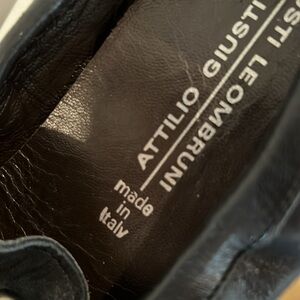 ATTILIO GIUSTI
STI LEOMBRUNI
made
in
Italy